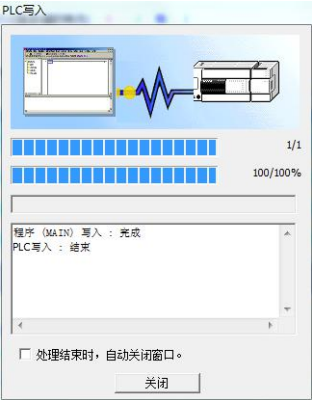 PLC写入
1/1
100/100%
程序 (MAIN) 写入 : 完成
PLC写入 : 结束
处理结束时，自动关闭窗口。
关闭